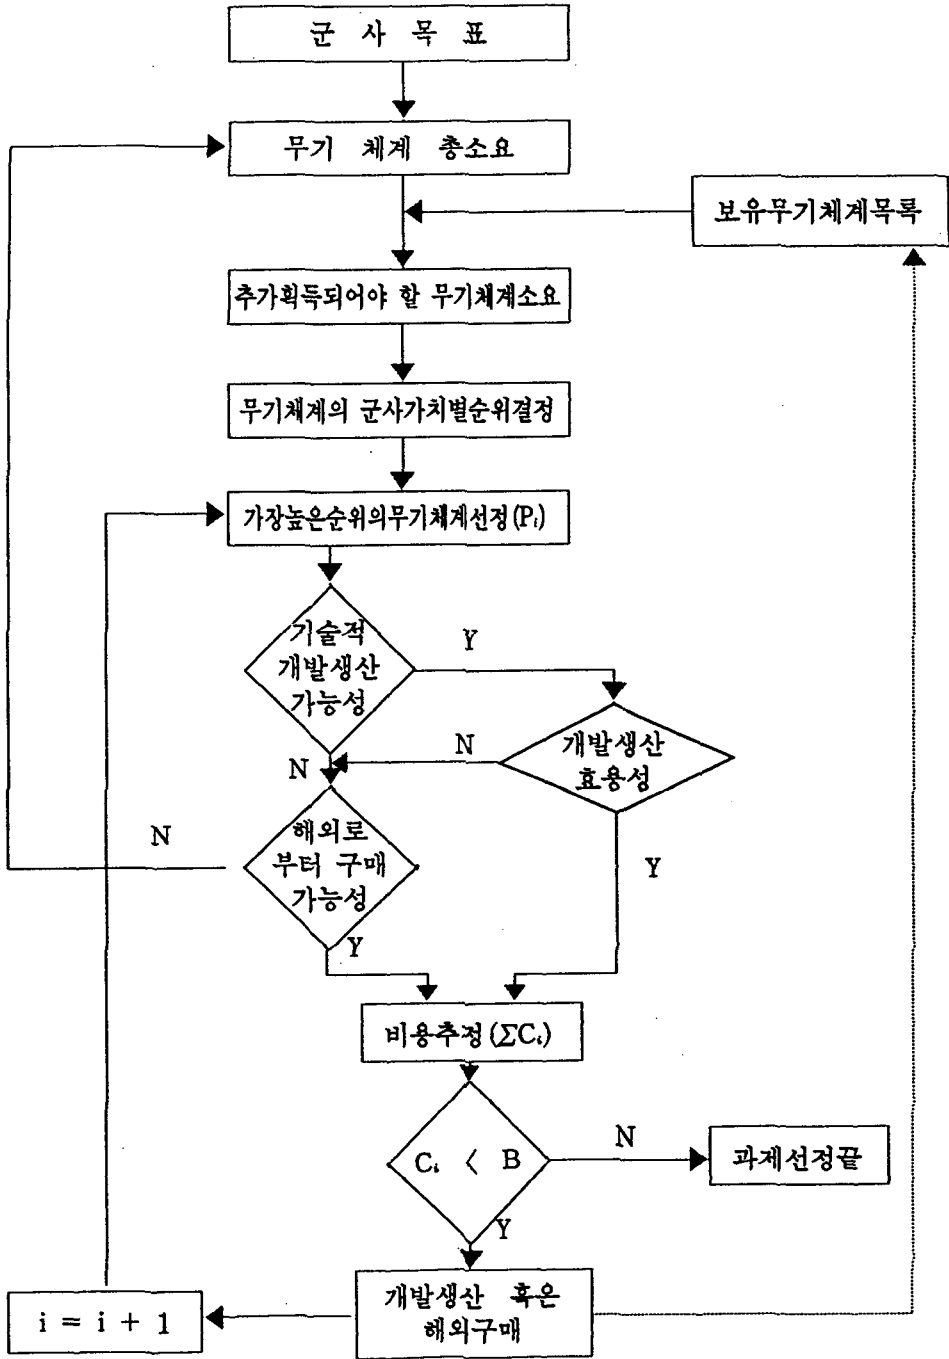 군 사 목 표
무기 체계 총소요
보유무기체계목록
추가획득되어야 할 무기체계소요
무기체계의 군사가치별순위결정
가장높은순위의무기체계선정(Pᵢ)
기술적
개발생산
가능성
Y
개발생산
효용성
N
N
해외로
부터 구매
가능성
N
Y
Y
비용추정(ΣCᵢ)
Cᵢ < B
N
과제선정끝
Y
개발생산 혹은
해외구매
i = i + 1